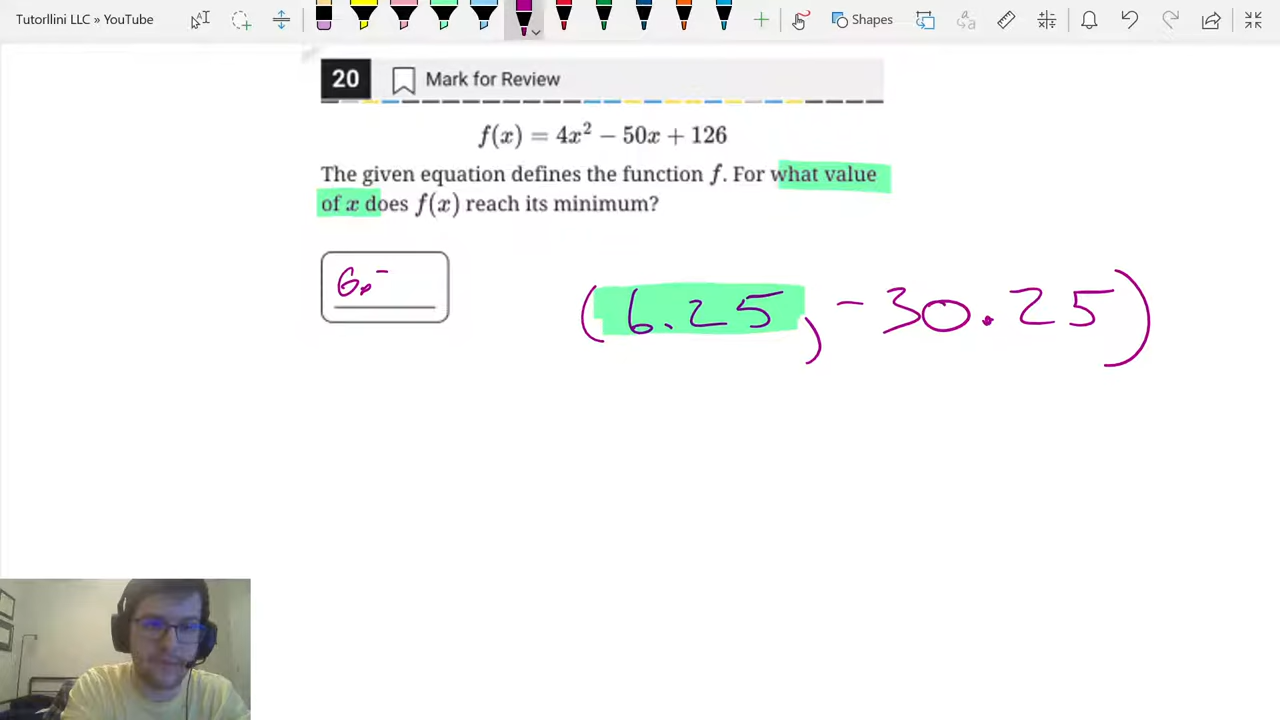 Tutorllini LLC » YouTube
Shapes
20 Mark for Review
f(x) = 4x² − 50x + 126
The given equation defines the function f. For what value
of x does f(x) reach its minimum?
6.
(6.25, -30.25)